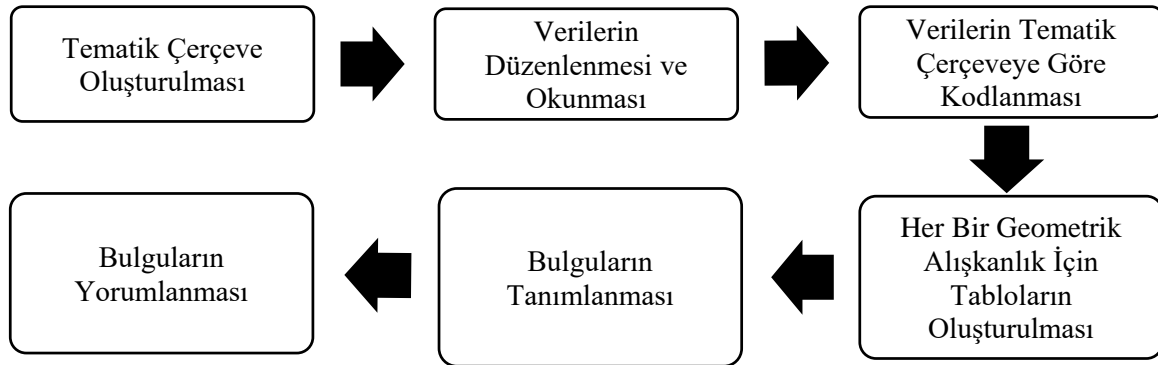 Tematik Çerçeve
Oluşturulması
Verilerin
Düzenlenmesi ve
Okunması
Verilerin Tematik
Çerçeveye Göre
Kodlanması
Her Bir Geometrik
Alışkanlık İçin
Tabloların
Oluşturulması
Bulguların
Tanımlanması
Bulguların
Yorumlanması